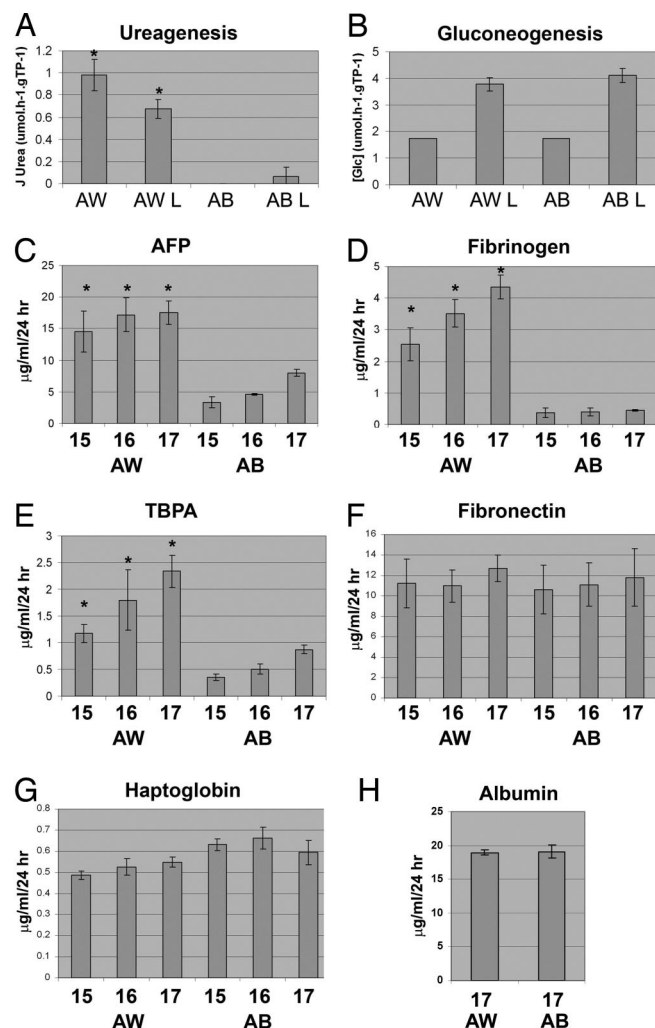 A Ureagenesis
J Urea (umol.h-1.gTP-1)
1.2
1
0.8
0.6
0.4
0.2
0
* *
AW AW L AB AB L
B Gluconeogenesis
[Glc] (umol.h-1.gTP-1)
5
4
3
2
1
0
AW AW L AB AB L
C AFP
µg/ml/24 hr
25
20
15
10
5
0
* * *
15 16 17 15 16 17
AW AB
D Fibrinogen
µg/ml/24 hr
5
4
3
2
1
0
* * *
15 16 17 15 16 17
AW AB
E TBPA
µg/ml/24 hr
3
2.5
2
1.5
1
0.5
0
* * *
15 16 17 15 16 17
AW AB
F Fibronectin
µg/ml/24 hr
16
14
12
10
8
6
4
2
0
15 16 17 15 16 17
AW AB
G Haptoglobin
µg/ml/24 hr
0.8
0.7
0.6
0.5
0.4
0.3
0.2
0.1
0
15 16 17 15 16 17
AW AB
H Albumin
µg/ml/24 hr
25
20
15
10
5
0
17 17
AW AB